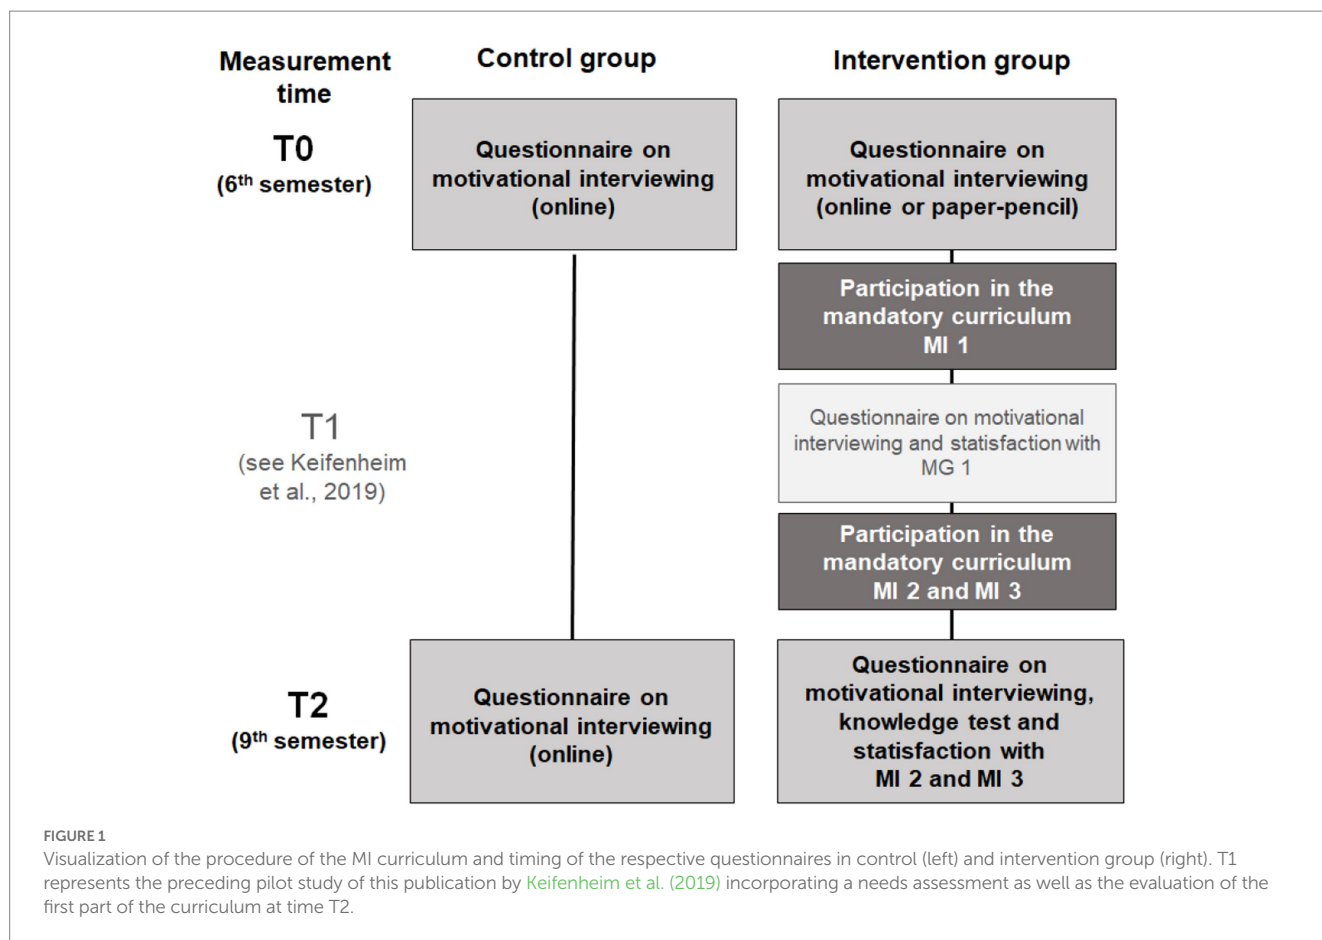 Measurement
time
Control group
Intervention group
T0
(6th semester)
Questionnaire on
motivational interviewing
(online)
Questionnaire on
motivational interviewing
(online or paper-pencil)
Participation in the
mandatory curriculum
MI 1
T1
(see Keifenheim
et al., 2019)
Questionnaire on motivational
interviewing and statisfaction with
MG 1
Participation in the
mandatory curriculum
MI 2 and MI 3
T2
(9th semester)
Questionnaire on
motivational interviewing
(online)
Questionnaire on
motivational interviewing,
knowledge test and
statisfaction with
MI 2 and MI 3
FIGURE 1
Visualization of the procedure of the MI curriculum and timing of the respective questionnaires in control (left) and intervention group (right). T1
represents the preceding pilot study of this publication by Keifenheim et al. (2019) incorporating a needs assessment as well as the evaluation of the
first part of the curriculum at time T2.